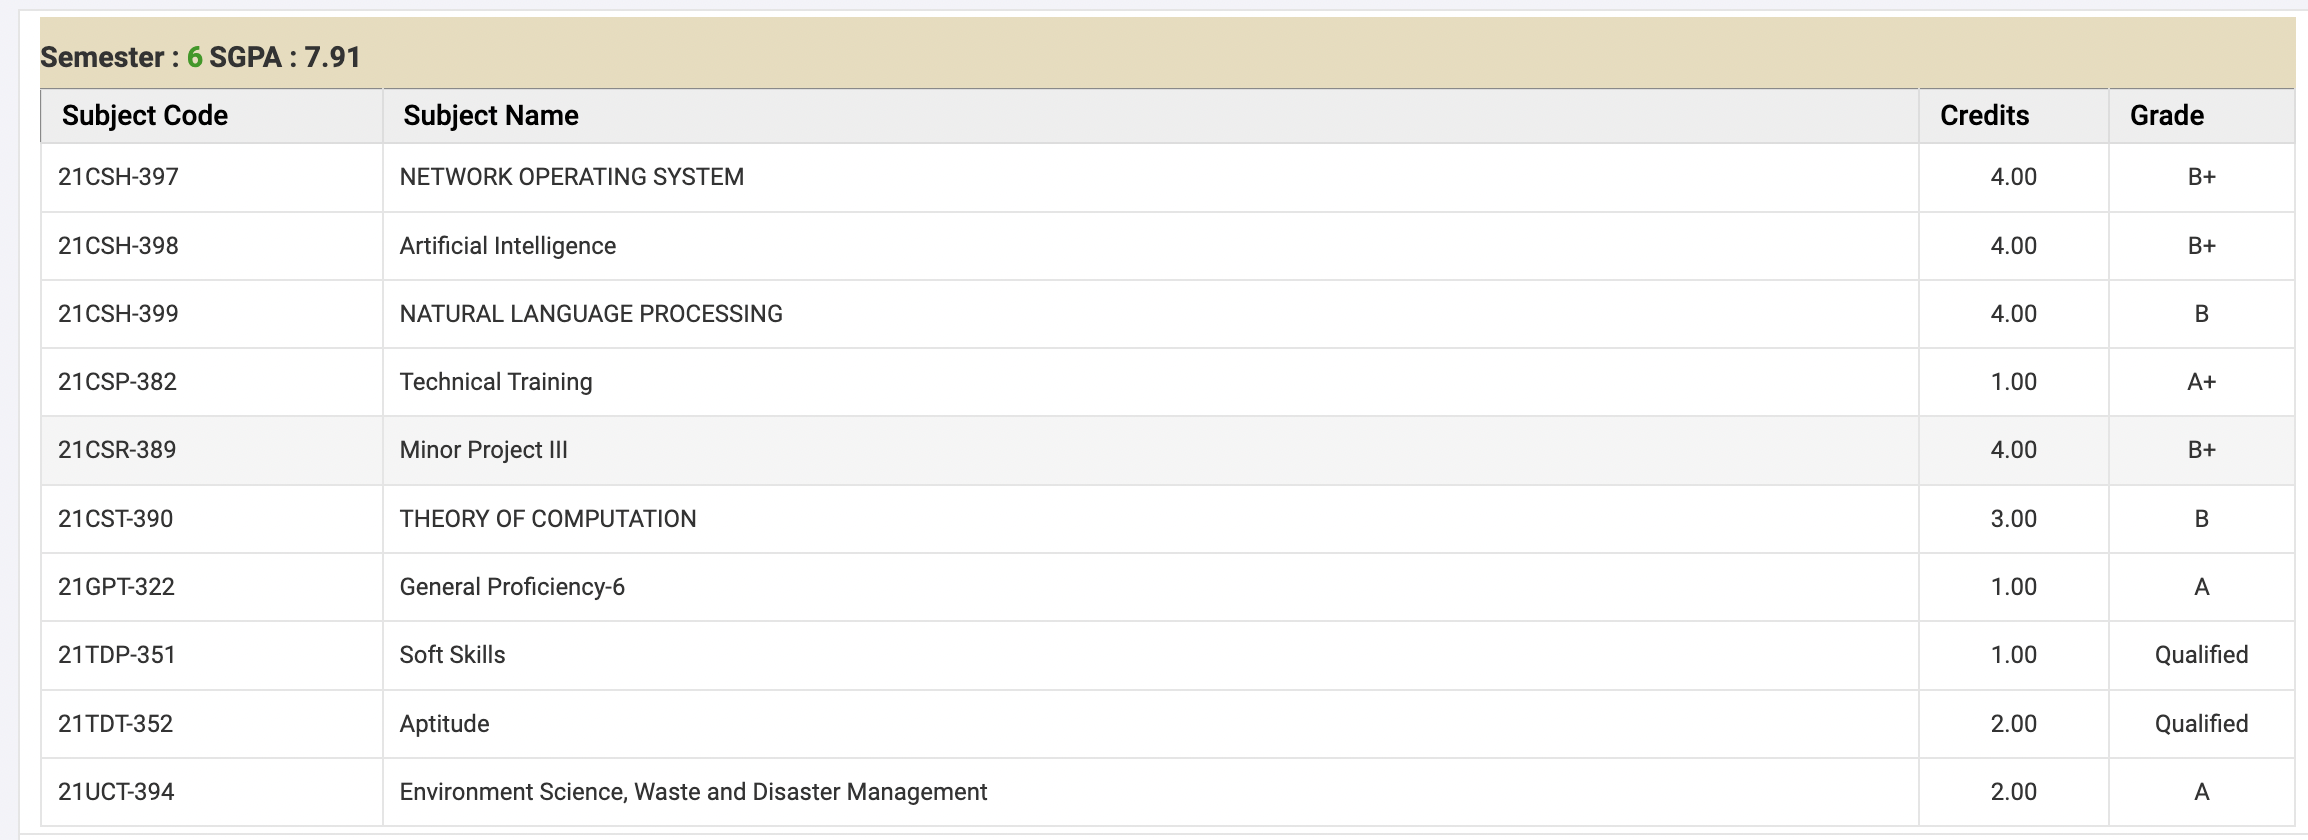 Semester : 6 SGPA : 7.91
Subject Code Subject Name Credits Grade
21CSH-397 NETWORK OPERATING SYSTEM 4.00 B+
21CSH-398 Artificial Intelligence 4.00 B+
21CSH-399 NATURAL LANGUAGE PROCESSING 4.00 B
21CSP-382 Technical Training 1.00 A+
21CSR-389 Minor Project III 4.00 B+
21CST-390 THEORY OF COMPUTATION 3.00 B
21GPT-322 General Proficiency-6 1.00 A
21TDP-351 Soft Skills 1.00 Qualified
21TDT-352 Aptitude 2.00 Qualified
21UCT-394 Environment Science, Waste and Disaster Management 2.00 A